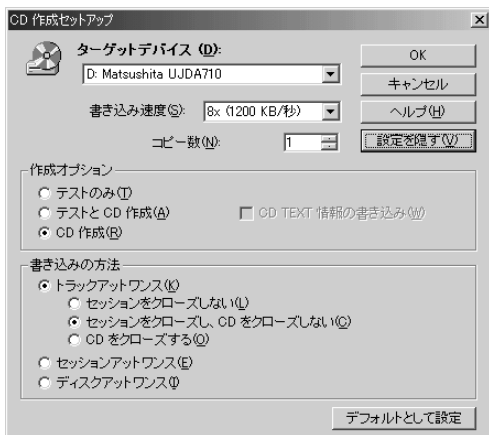 CD 作成セットアップ
ターゲットデバイス (D):
D: Matsushita UJDA710
OK
キャンセル
書き込み速度(S):
8x (1200 KB/秒)
ヘルプ(H)
コピー数(N):
1
設定を隠す(V)
作成オプション
テストのみ(T)
テストと CD 作成(A)
CD TEXT 情報の書き込み(W)
CD 作成(R)
書き込みの方法
トラックアットワンス(K)
セッションをクローズしない(L)
セッションをクローズし、CD をクローズしない(C)
CD をクローズする(O)
セッションアットワンス(E)
ディスクアットワンス(I)
デフォルトとして設定